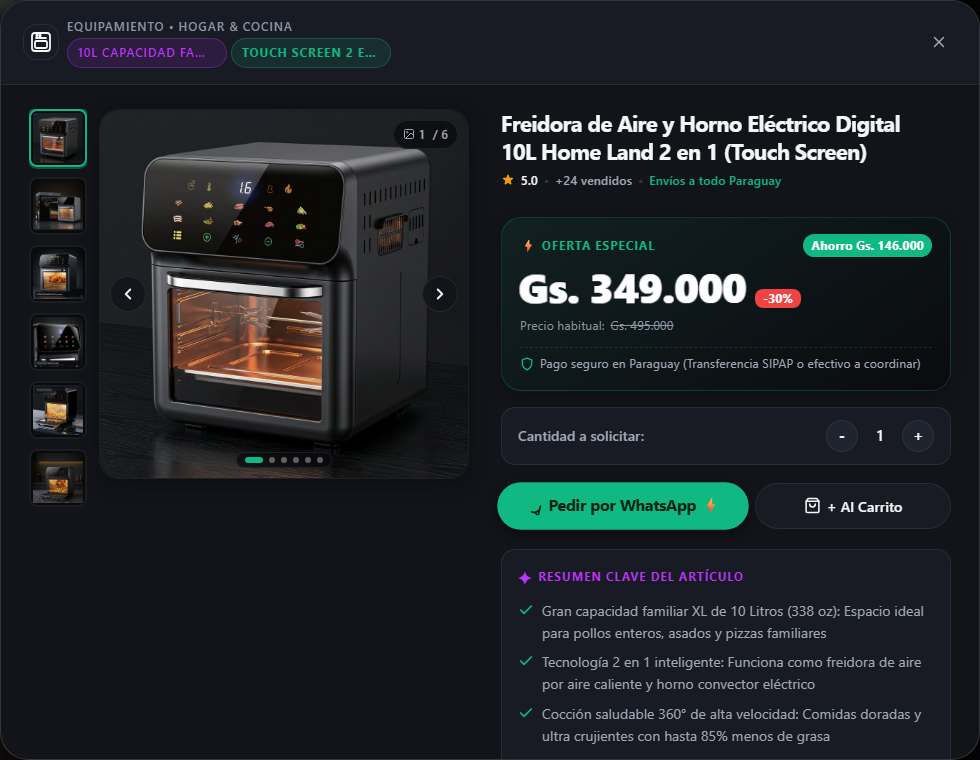 EQUIPAMIENTO • HOGAR & COCINA
10L CAPACIDAD FA...
TOUCH SCREEN 2 E...
1 / 6
16
Freidora de Aire y Horno Eléctrico Digital
10L Home Land 2 en 1 (Touch Screen)
5.0 • +24 vendidos • Envíos a todo Paraguay
OFERTA ESPECIAL
Ahorro Gs. 146.000
Gs. 349.000
-30%
Precio habitual: Gs. 495.000
Pago seguro en Paraguay (Transferencia SIPAP o efectivo a coordinar)
Cantidad a solicitar:
- 1 +
Pedir por WhatsApp
+ Al Carrito
RESUMEN CLAVE DEL ARTÍCULO
Gran capacidad familiar XL de 10 Litros (338 oz): Espacio ideal
para pollos enteros, asados y pizzas familiares
Tecnología 2 en 1 inteligente: Funciona como freidora de aire
por aire caliente y horno convector eléctrico
Cocción saludable 360° de alta velocidad: Comidas doradas y
ultra crujientes con hasta 85% menos de grasa